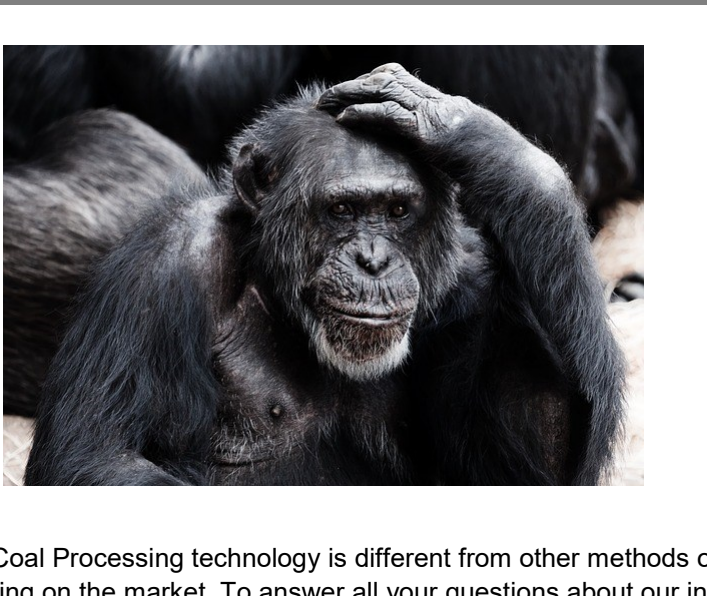 Coal Processing technology is different from other methods
ing on the market. To answer all your questions about our